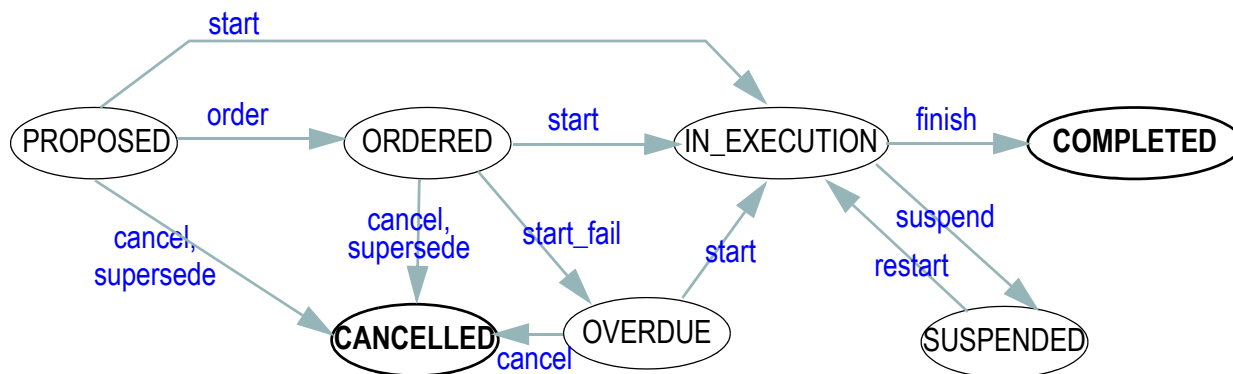 start
order
start
finish
PROPOSED
ORDERED
IN_EXECUTION
COMPLETED
cancel,
supersede
cancel,
supersede
start_fail
start
suspend
restart
CANCELLED
cancel
OVERDUE
SUSPENDED